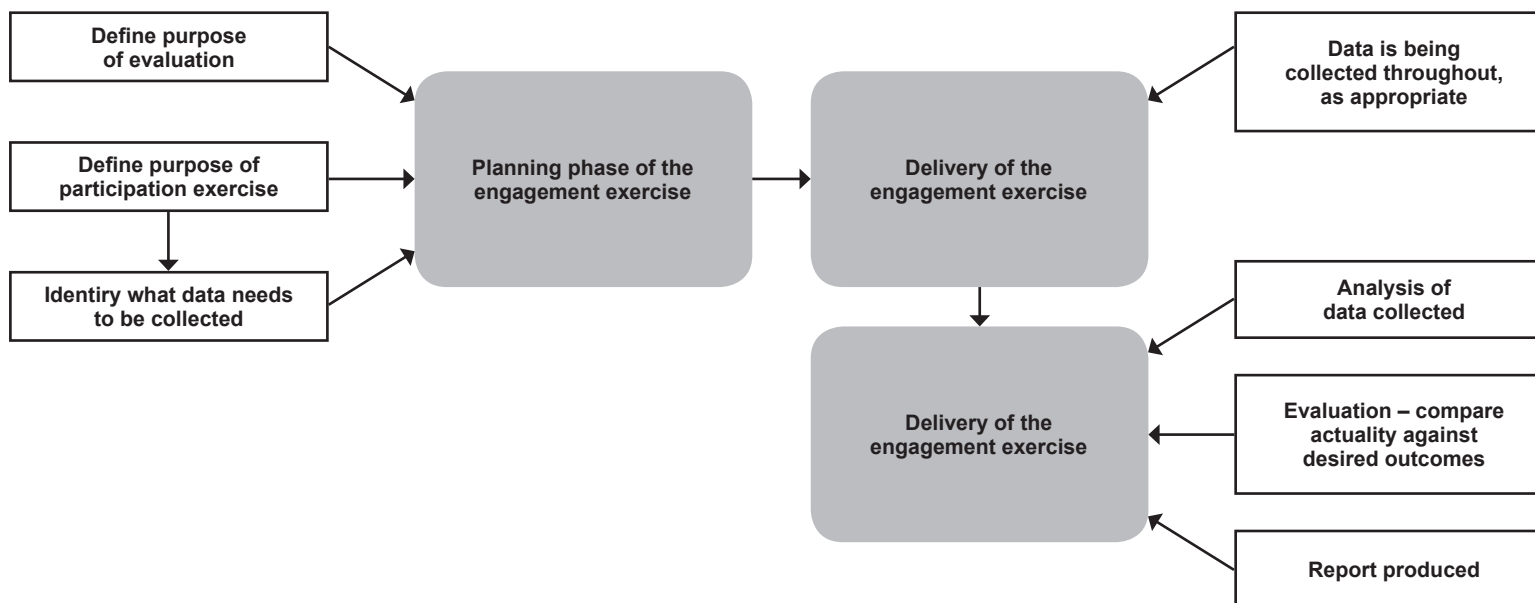 Define purpose
of evaluation
Define purpose of
participation exercise
Identiry what data needs
to be collected
Planning phase of the
engagement exercise
Delivery of the
engagement exercise
Data is being
collected throughout,
as appropriate
Delivery of the
engagement exercise
Analysis of
data collected
Evaluation – compare
actuality against
desired outcomes
Report produced